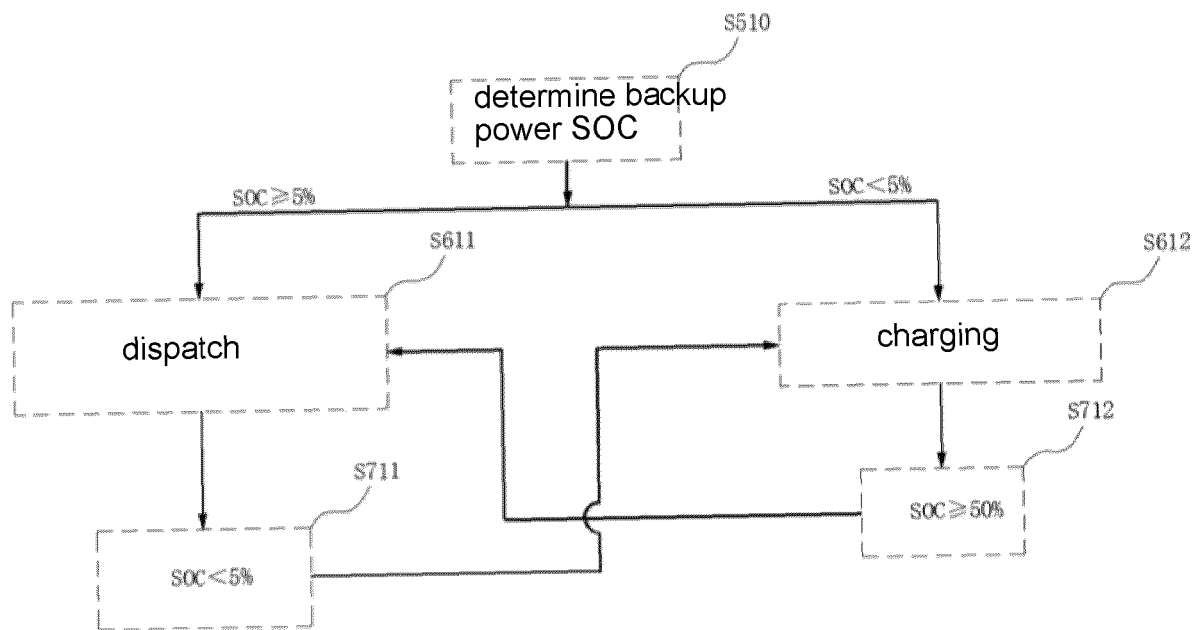 S510
determine backup
power SOC
SOC≥5%
SOC<5%
S611
S612
dispatch
charging
S712
S711
SOC≥50%
SOC<5%